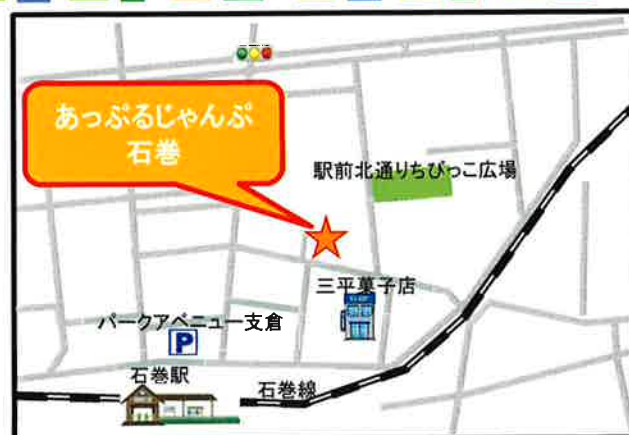 あっぷるじゃんぷ
石巻
駅前北通りちびっこ広場
三平菓子店
パークアベニュー支倉
P
石巻駅
石巻線